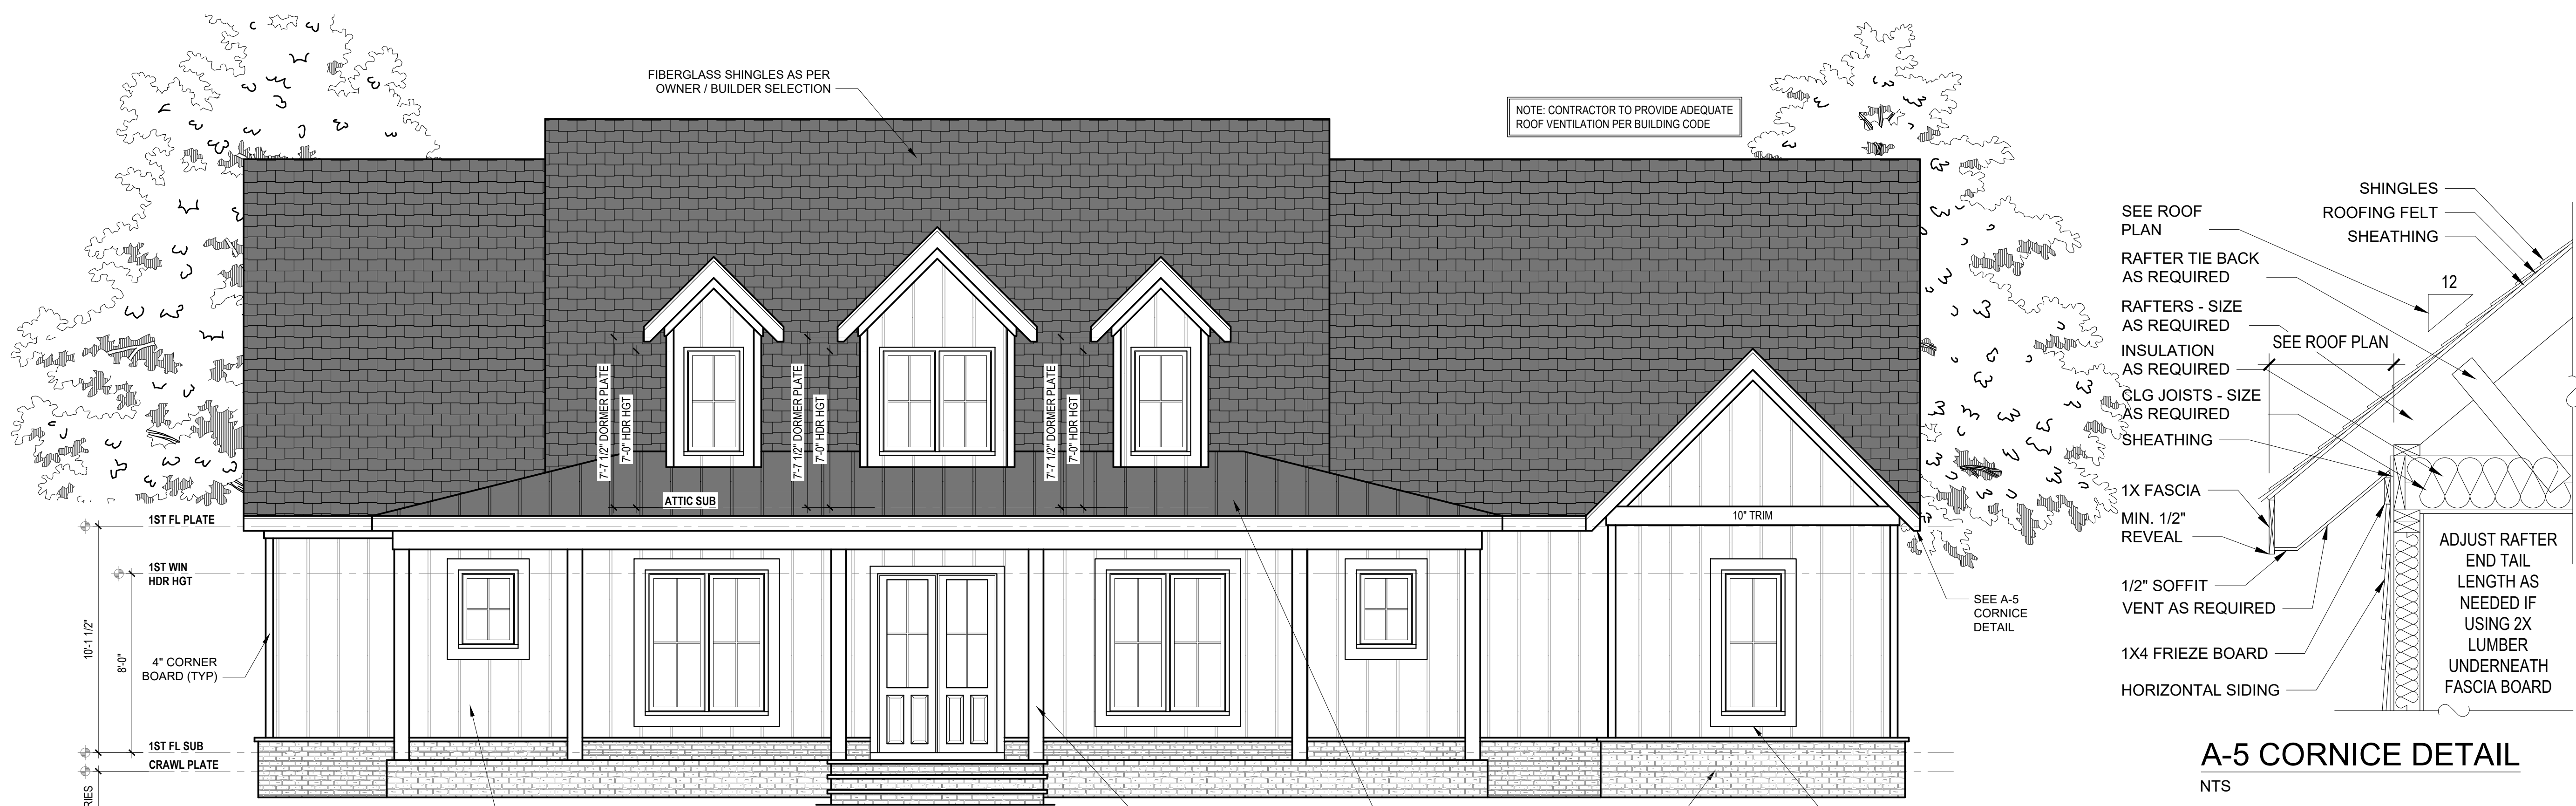 FIBERGLASS SHINGLES AS PER
OWNER / BUILDER SELECTION
NOTE: CONTRACTOR TO PROVIDE ADEQUATE
ROOF VENTILATION PER BUILDING CODE
7'-7 1/2" DORMER PLATE
7'-0" HDR HGT
7'-7 1/2" DORMER PLATE
7'-0" HDR HGT
7'-7 1/2" DORMER PLATE
7'-0" HDR HGT
ATTIC SUB
10" TRIM
1ST FL PLATE
1ST WIN
HDR HGT
10'-1 1/2"
8'-0"
4" CORNER
BOARD (TYP)
1ST FL SUB
CRAWL PLATE
RIES
SEE A-5
CORNICE
DETAIL
SHINGLES
ROOFING FELT
SHEATHING
SEE ROOF
PLAN
RAFTER TIE BACK
AS REQUIRED
12
RAFTERS - SIZE
AS REQUIRED
SEE ROOF PLAN
INSULATION
AS REQUIRED
CLG JOISTS - SIZE
AS REQUIRED
SHEATHING
1X FASCIA
MIN. 1/2"
REVEAL
1/2" SOFFIT
VENT AS REQUIRED
1X4 FRIEZE BOARD
HORIZONTAL SIDING
ADJUST RAFTER
END TAIL
LENGTH AS
NEEDED IF
USING 2X
LUMBER
UNDERNEATH
FASCIA BOARD
A-5 CORNICE DETAIL
NTS